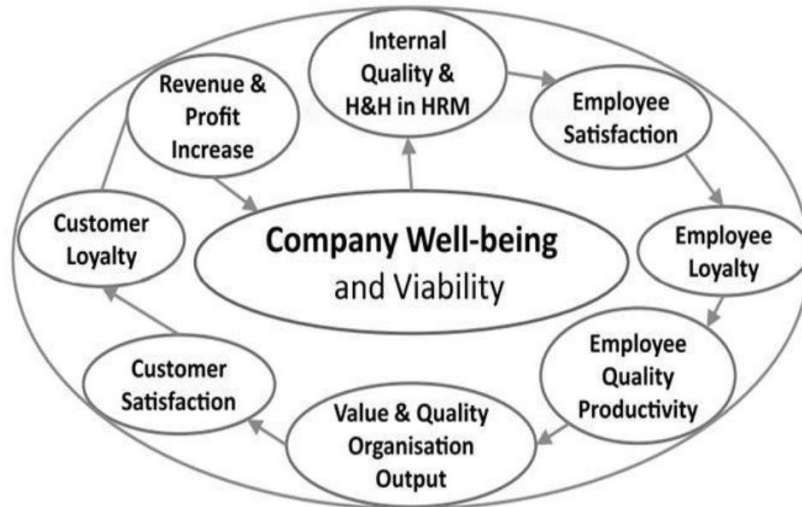 Internal
Quality &
H&H in HRM
Revenue &
Profit
Increase
Employee
Satisfaction
Customer
Loyalty
Company Well-being
and Viability
Employee
Loyalty
Employee
Quality
Productivity
Customer
Satisfaction
Value & Quality
Organisation
Output